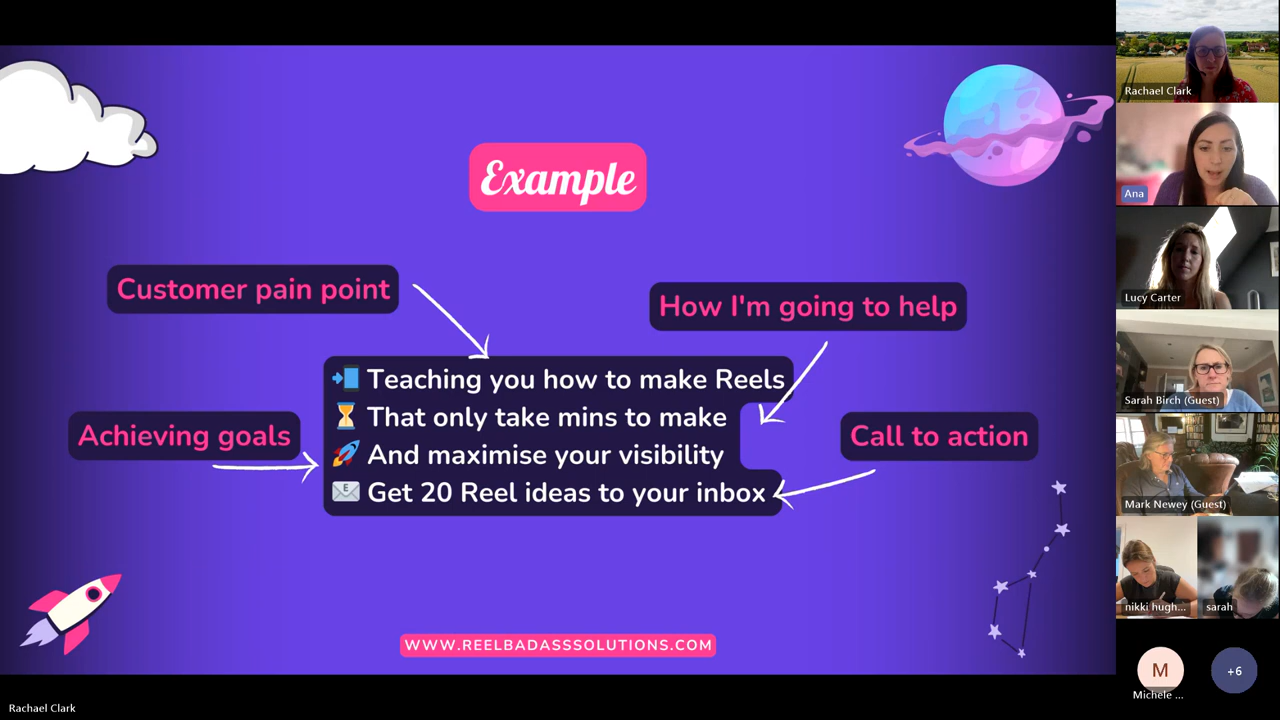 Example
Customer pain point
How I'm going to help
📲 Teaching you how to make Reels
⏳ That only take mins to make
🚀 And maximise your visibility
📧 Get 20 Reel ideas to your inbox
Achieving goals
Call to action
WWW.REELBADASSSOLUTIONS.COM
Rachael Clark
Rachael Clark
Ana
Lucy Carter
Sarah Birch (Guest)
Mark Newey (Guest)
nikki hugh...
sarah
M
Michele ...
+6